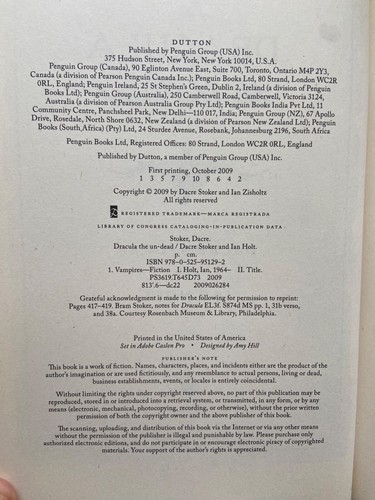 DUTTON
Published by Penguin Group (USA) Inc.
375 Hudson Street, New York, New York 10014, U.S.A.
Penguin Group (Canada), 90 Eglinton Avenue East, Suite 700, Toronto, Ontario M4P 2Y3,
Canada (a division of Pearson Penguin Canada Inc.); Penguin Books Ltd, 80 Strand, London WC2R
0RL, England; Penguin Ireland, 25 St Stephen's Green, Dublin 2, Ireland (a division of Penguin
Books Ltd); Penguin Group (Australia), 250 Camberwell Road, Camberwell, Victoria 3124,
Australia (a division of Pearson Australia Group Pty Ltd); Penguin Books India Pvt Ltd, 11
Community Centre, Panchsheel Park, New Delhi—110 017, India; Penguin Group (NZ), 67 Apollo
Drive, Rosedale, North Shore 0632, New Zealand (a division of Pearson New Zealand Ltd); Penguin
Books (South Africa) (Pty) Ltd, 24 Sturdee Avenue, Rosebank, Johannesburg 2196, South Africa
Penguin Books Ltd, Registered Offices: 80 Strand, London WC2R 0RL, England
Published by Dutton, a member of Penguin Group (USA) Inc.
First printing, October 2009
1 3 5 7 9 10 8 6 4 2
Copyright © 2009 by Dacre Stoker and Ian Zisholtz
All rights reserved
REGISTERED TRADEMARK—MARCA REGISTRADA
LIBRARY OF CONGRESS CATALOGING-IN-PUBLICATION DATA
Stoker, Dacre.
Dracula the un-dead / Dacre Stoker and Ian Holt.
p. cm.
ISBN 978-0-525-95129-2
1. Vampires—Fiction I. Holt, Ian, 1964– II. Title.
PS3619.T645D73 2009
813'.6—dc22 2009026284
Grateful acknowledgment is made to the following for permission to reprint:
Pages 417–419. Bram Stoker, notes for Dracula EL3f. S874d MS pp 1, 31b verso,
and 38a. Courtesy Rosenbach Museum & Library, Philadelphia.
Printed in the United States of America
Set in Adobe Caslon Pro • Designed by Amy Hill
PUBLISHER'S NOTE
This book is a work of fiction. Names, characters, places, and incidents either are the product of the
author's imagination or are used fictitiously, and any resemblance to actual persons, living or dead,
business establishments, events, or locales is entirely coincidental.
Without limiting the rights under copyright reserved above, no part of this publication may be
reproduced, stored in or introduced into a retrieval system, or transmitted, in any form, or by any
means (electronic, mechanical, photocopying, recording, or otherwise), without the prior written
permission of both the copyright owner and the above publisher of this book.
The scanning, uploading, and distribution of this book via the Internet or via any other means
without the permission of the publisher is illegal and punishable by law. Please purchase only
authorized electronic editions, and do not participate in or encourage electronic piracy of copyrighted
materials. Your support of the author's rights is appreciated.